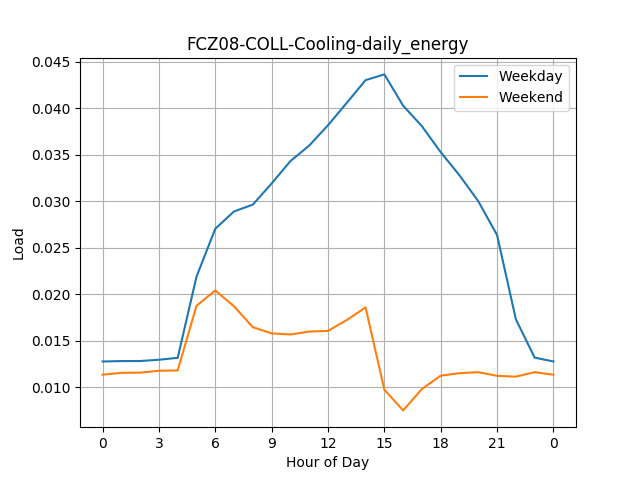 FCZ08-COLL-Cooling-daily_energy
Weekday
Weekend
0.045
0.040
0.035
0.030
0.025
0.020
0.015
0.010
Load
0 3 6 9 12 15 18 21 0
Hour of Day